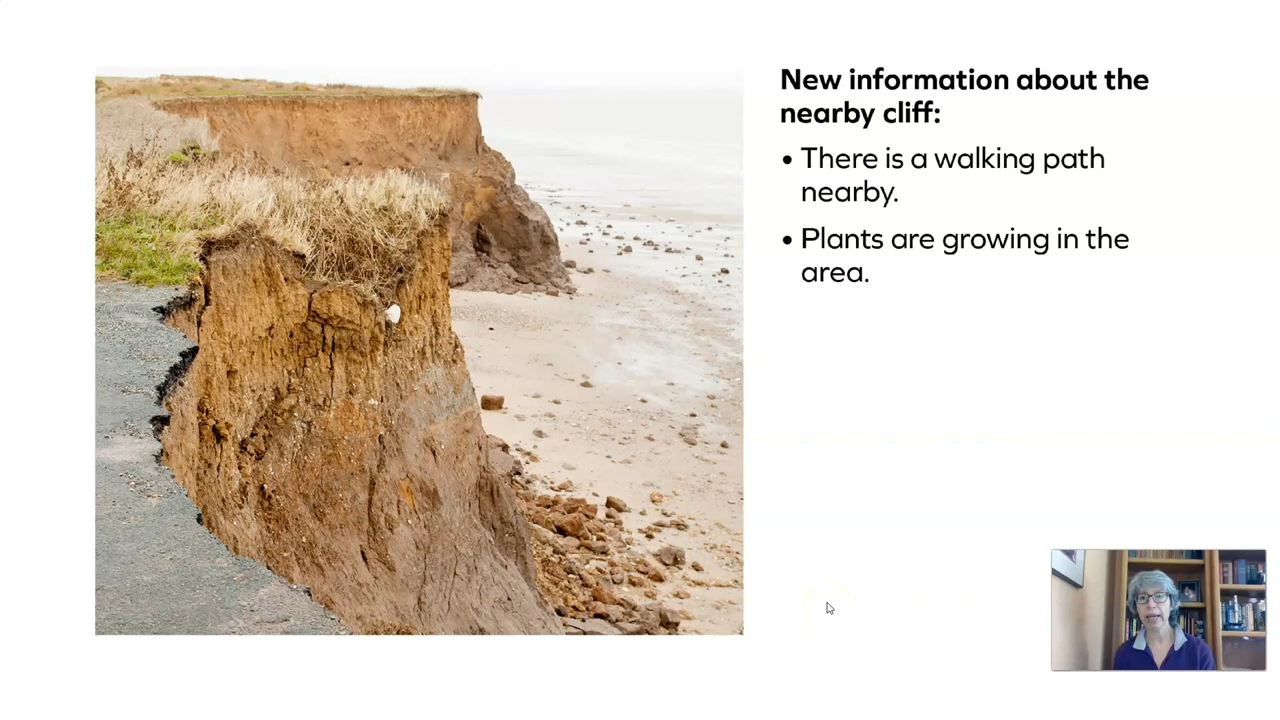 New information about the
nearby cliff:
• There is a walking path
nearby.
• Plants are growing in the
area.